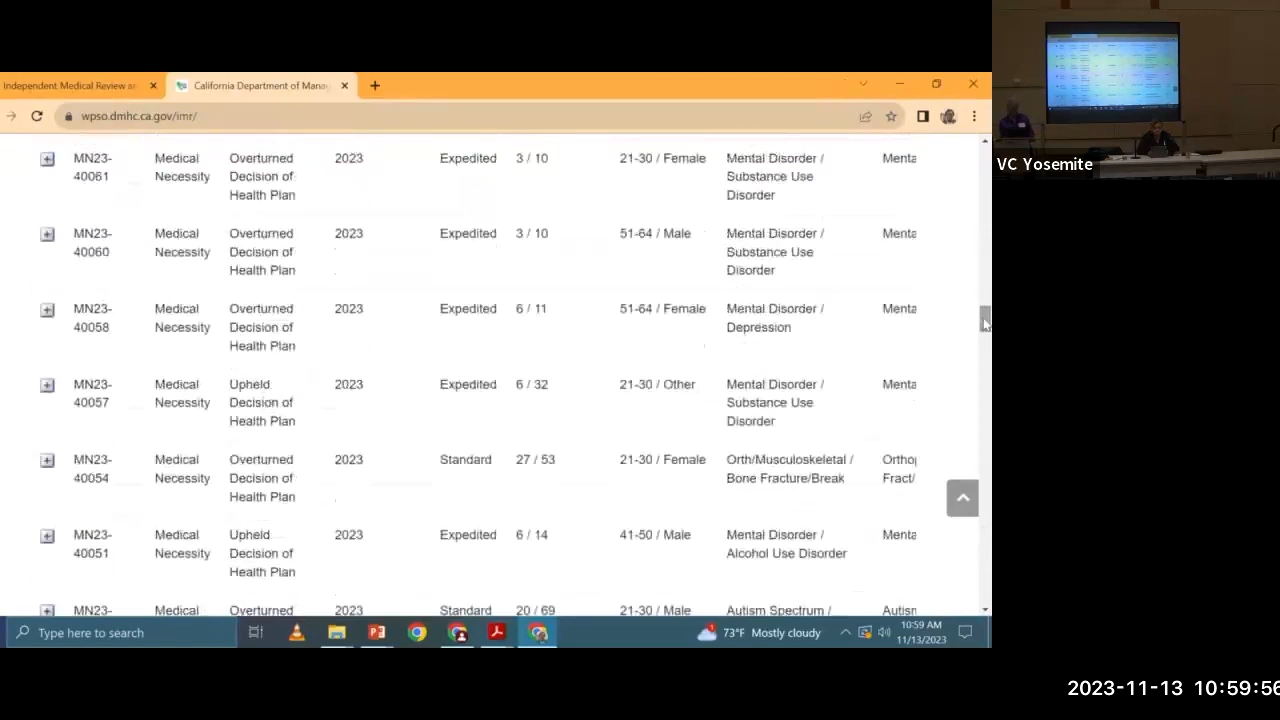 Independent Medical Review a
California Department of Mana
wpso.dmhc.ca.gov/imr/
MN23-
40061
Medical
Necessity
Overturned
Decision of
Health Plan
2023
Expedited
3 / 10
21-30 / Female
Mental Disorder /
Substance Use
Disorder
Menta
MN23-
40060
Medical
Necessity
Overturned
Decision of
Health Plan
2023
Expedited
3 / 10
51-64 / Male
Mental Disorder /
Substance Use
Disorder
Menta
MN23-
40058
Medical
Necessity
Overturned
Decision of
Health Plan
2023
Expedited
6 / 11
51-64 / Female
Mental Disorder /
Depression
Menta
MN23-
40057
Medical
Necessity
Upheld
Decision of
Health Plan
2023
Expedited
6 / 32
21-30 / Other
Mental Disorder /
Substance Use
Disorder
Menta
MN23-
40054
Medical
Necessity
Overturned
Decision of
Health Plan
2023
Standard
27 / 53
21-30 / Female
Orth/Musculoskeletal /
Bone Fracture/Break
Orthop
Fract/
MN23-
40051
Medical
Necessity
Upheld
Decision of
Health Plan
2023
Expedited
6 / 14
41-50 / Male
Mental Disorder /
Alcohol Use Disorder
Menta
MN23-
Medical
Overturned
2023
Standard
20 / 69
21-30 / Male
Autism Spectrum /
Autism
Type here to search
73°F Mostly cloudy
10:59 AM
11/13/2023
VC Yosemite
2023-11-13 10:59:56